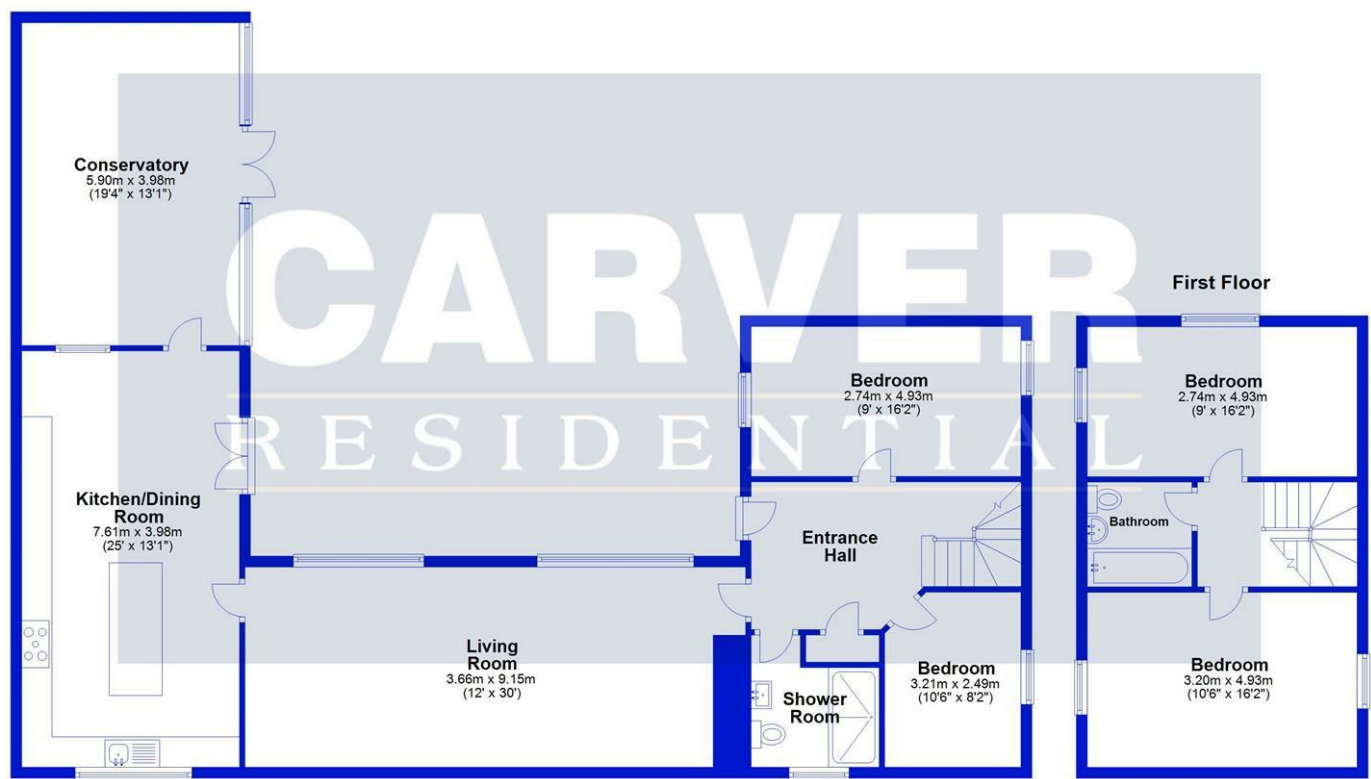 Conservatory
5.90m x 3.98m
(19'4" x 13'1")
CARVER
RESIDENTIAL
First Floor
Bedroom
2.74m x 4.93m
(9' x 16'2")
Bedroom
2.74m x 4.93m
(9' x 16'2")
Kitchen/Dining
Room
7.61m x 3.98m
(25' x 13'1")
Entrance
Hall
Bathroom
Living
Room
3.66m x 9.15m
(12' x 30')
Shower
Room
Bedroom
3.21m x 2.49m
(10'6" x 8'2")
Bedroom
3.20m x 4.93m
(10'6" x 16'2")